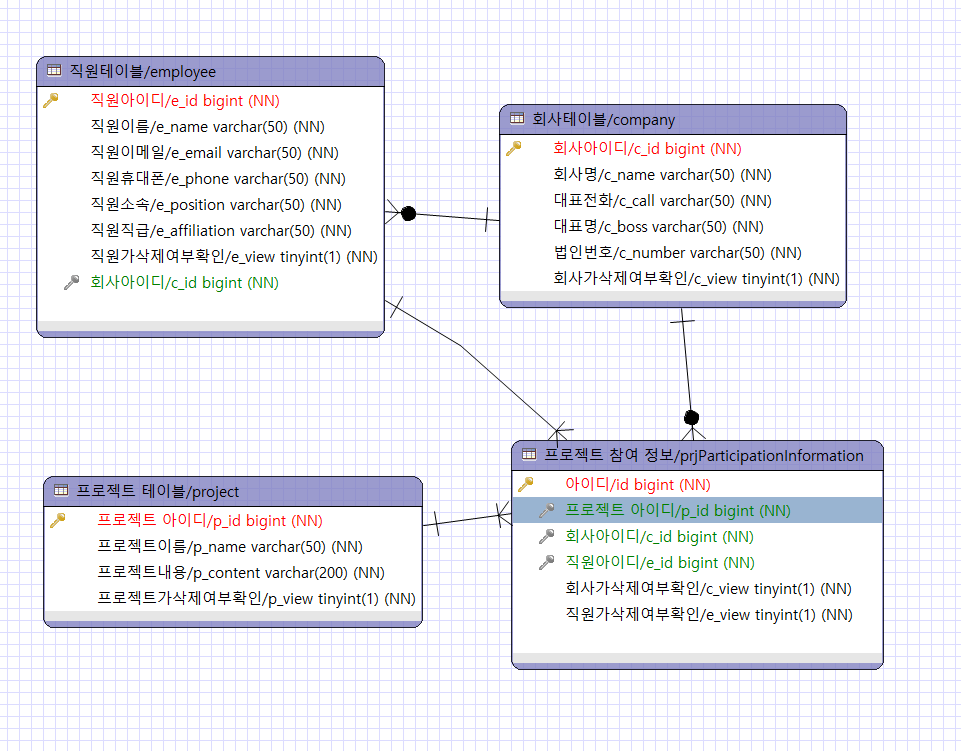 직원테이블/employee
직원아이디/e_id bigint (NN)
직원이름/e_name varchar(50) (NN)
직원이메일/e_email varchar(50) (NN)
직원휴대폰/e_phone varchar(50) (NN)
직원소속/e_position varchar(50) (NN)
직원직급/e_affiliation varchar(50) (NN)
직원가삭제여부확인/e_view tinyint(1) (NN)
회사아이디/c_id bigint (NN)
회사테이블/company
회사아이디/c_id bigint (NN)
회사명/c_name varchar(50) (NN)
대표전화/c_call varchar(50) (NN)
대표명/c_boss varchar(50) (NN)
법인번호/c_number varchar(50) (NN)
회사가삭제여부확인/c_view tinyint(1) (NN)
프로젝트 테이블/project
프로젝트 아이디/p_id bigint (NN)
프로젝트이름/p_name varchar(50) (NN)
프로젝트내용/p_content varchar(200) (NN)
프로젝트가삭제여부확인/p_view tinyint(1) (NN)
프로젝트 참여 정보/prjParticipationInformation
아이디/id bigint (NN)
프로젝트 아이디/p_id bigint (NN)
회사아이디/c_id bigint (NN)
직원아이디/e_id bigint (NN)
회사가삭제여부확인/c_view tinyint(1) (NN)
직원가삭제여부확인/e_view tinyint(1) (NN)